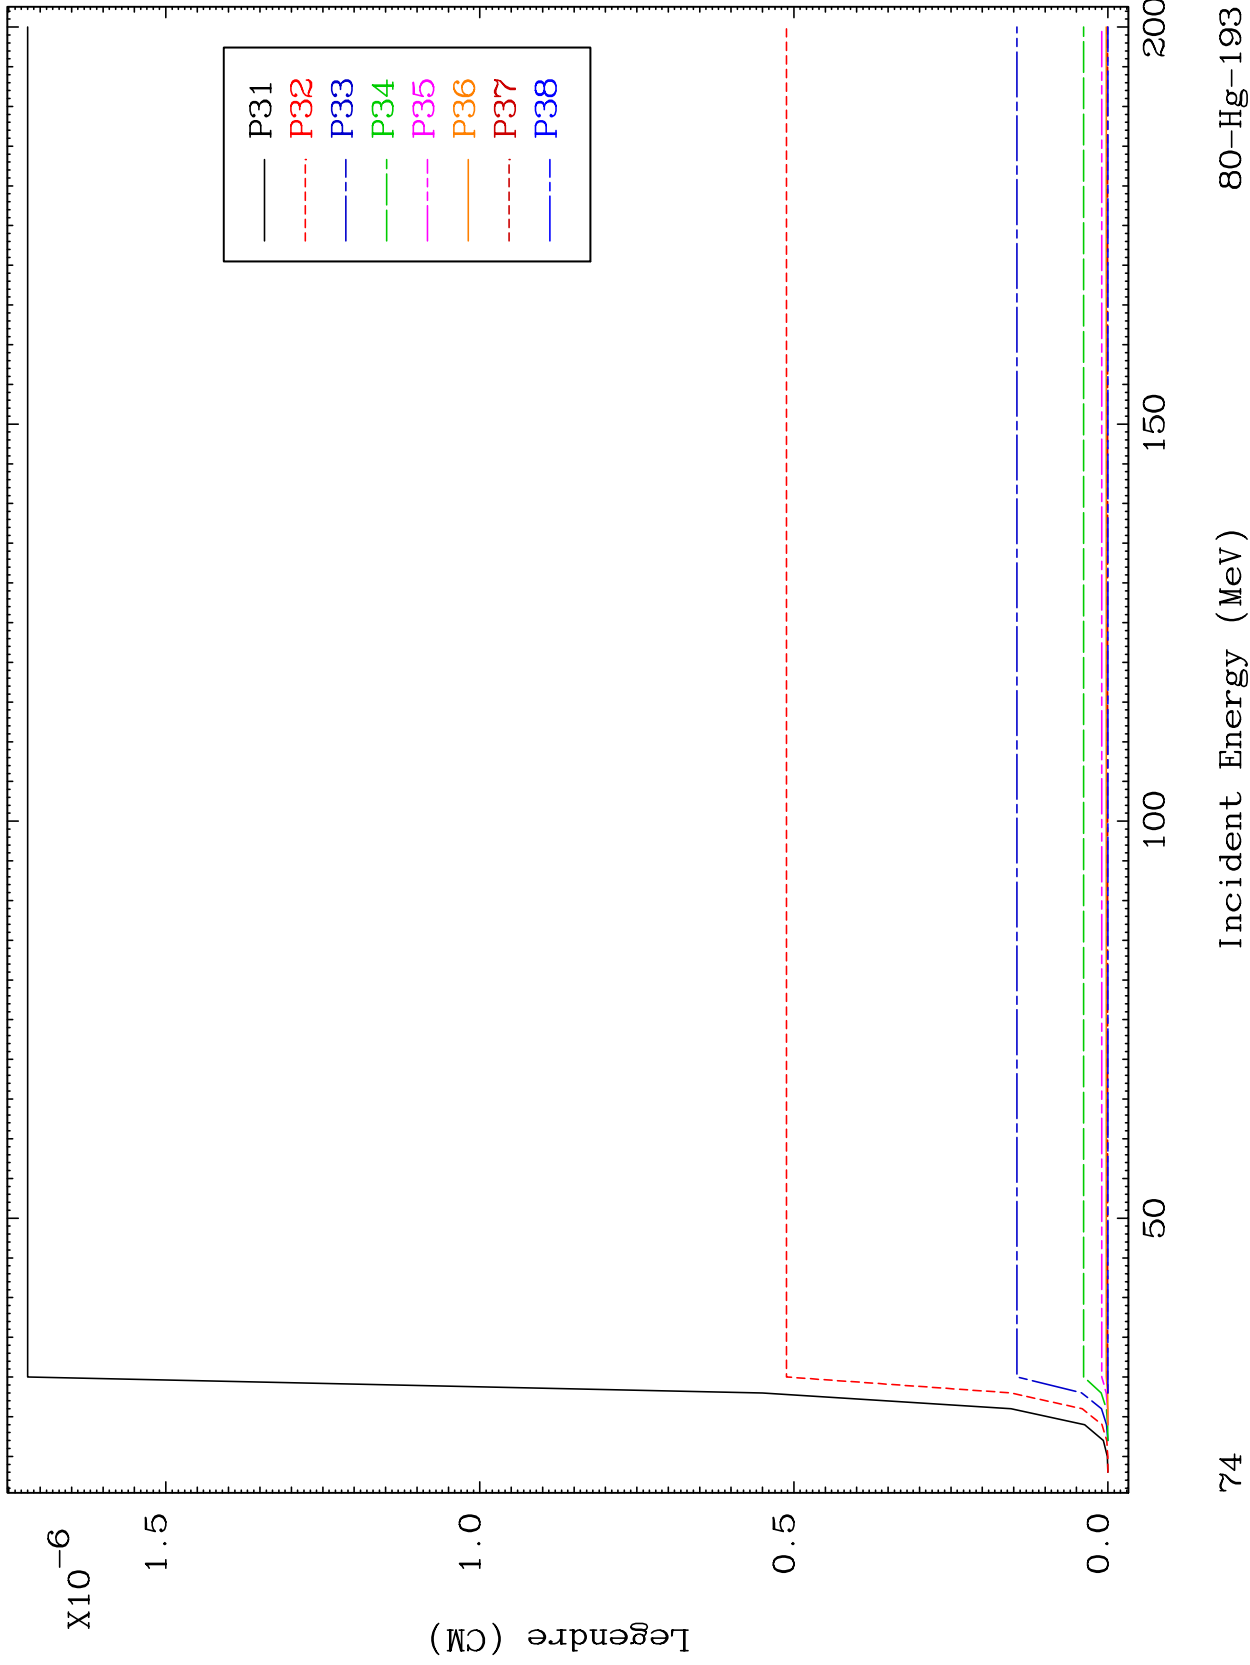 X10-6
1.5
1.0
0.5
0.0
Legendre (CM)
P31
P32
P33
P34
P35
P36
P37
P38
50
100
150
200
74
Incident Energy (MeV)
80-Hg-193